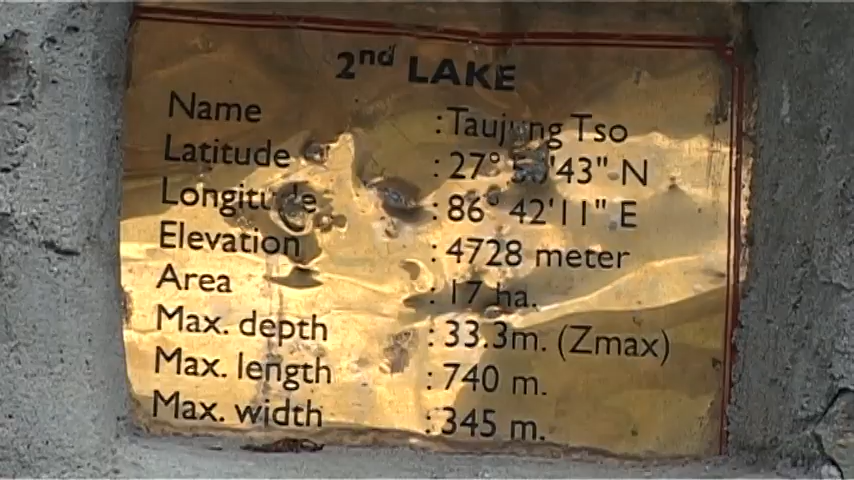 2nd LAKE
Name : Taujung Tso
Latitude : 27° '43" N
Longitude : 86° 42'11" E
Elevation : 4728 meter
Area : 17 ha.
Max. depth : 33.3m. (Zmax)
Max. length : 740 m.
Max. width : 345 m.